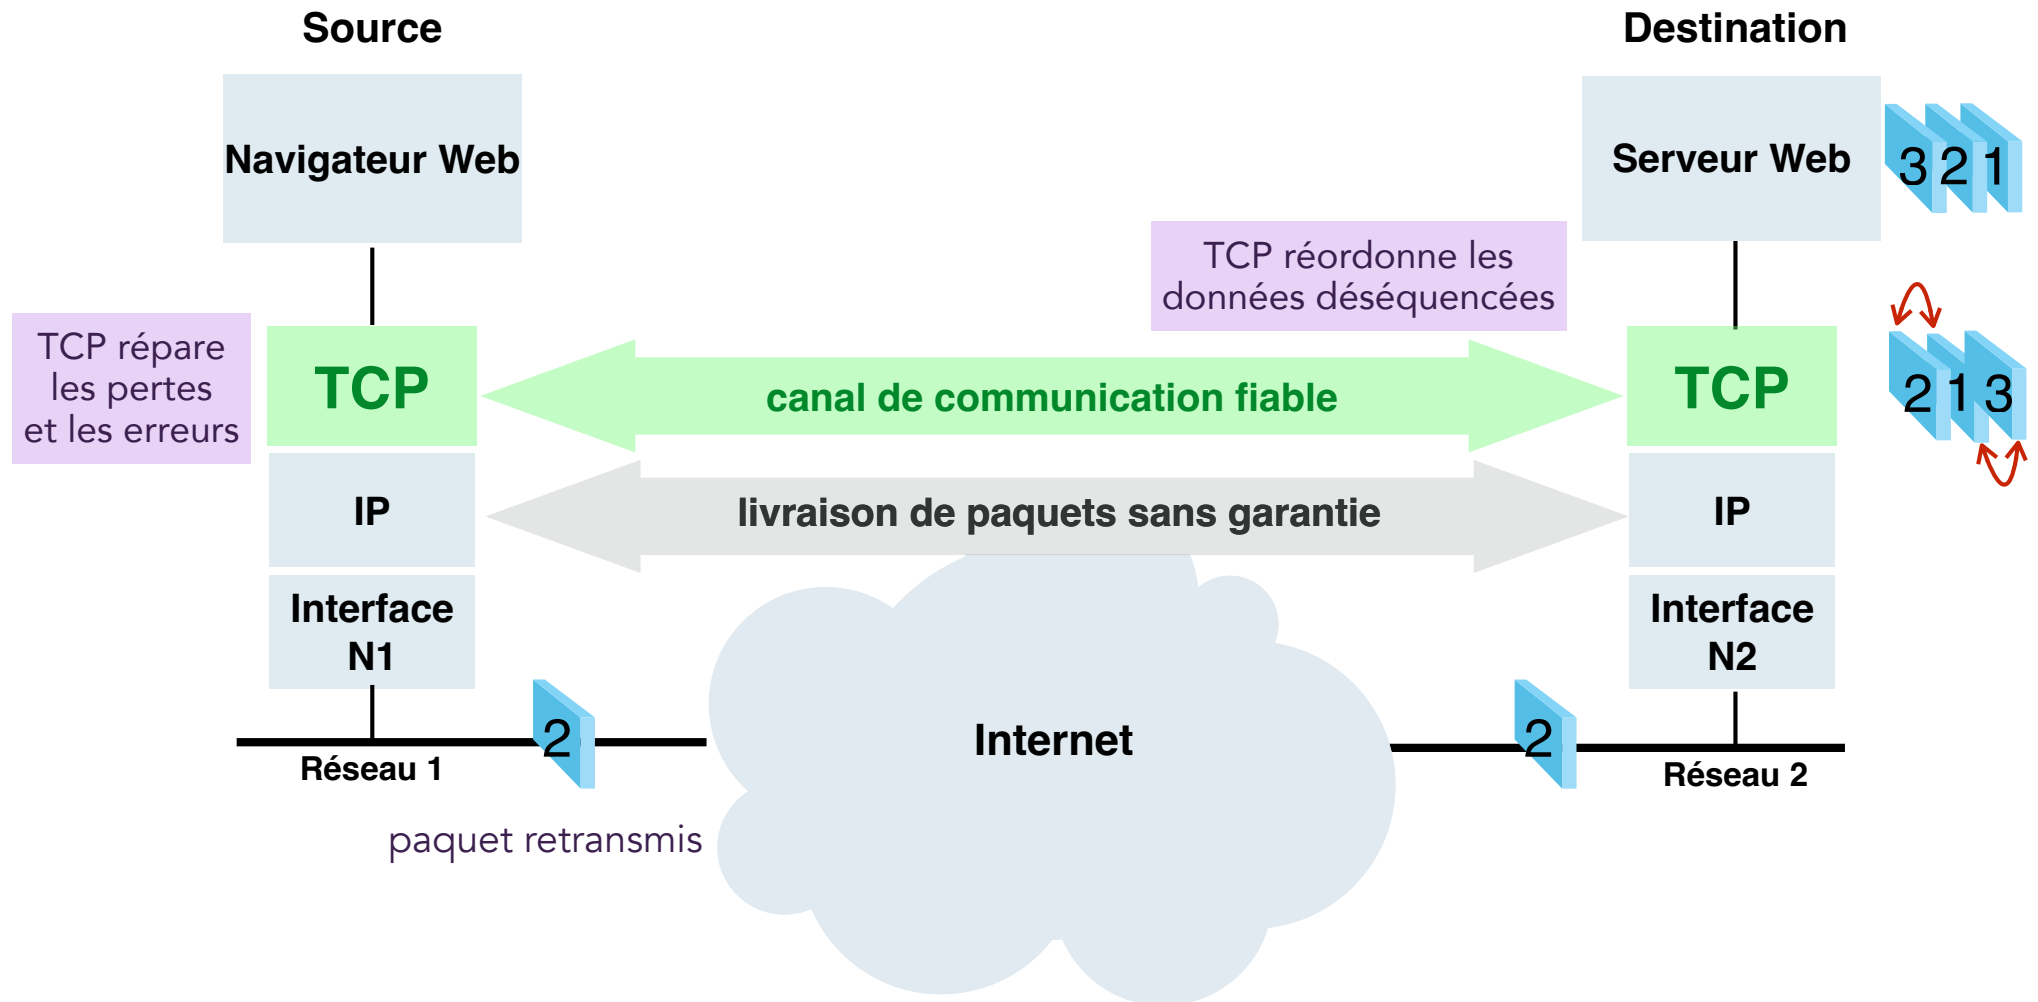 Source
Destination
Navigateur Web
Serveur Web
3 2 1
TCP réordonne les
données déséquencées
TCP répare
les pertes
et les erreurs
TCP
canal de communication fiable
TCP
2 1 3
IP
livraison de paquets sans garantie
IP
Interface
N1
Interface
N2
2
Internet
2
Réseau 1
Réseau 2
paquet retransmis